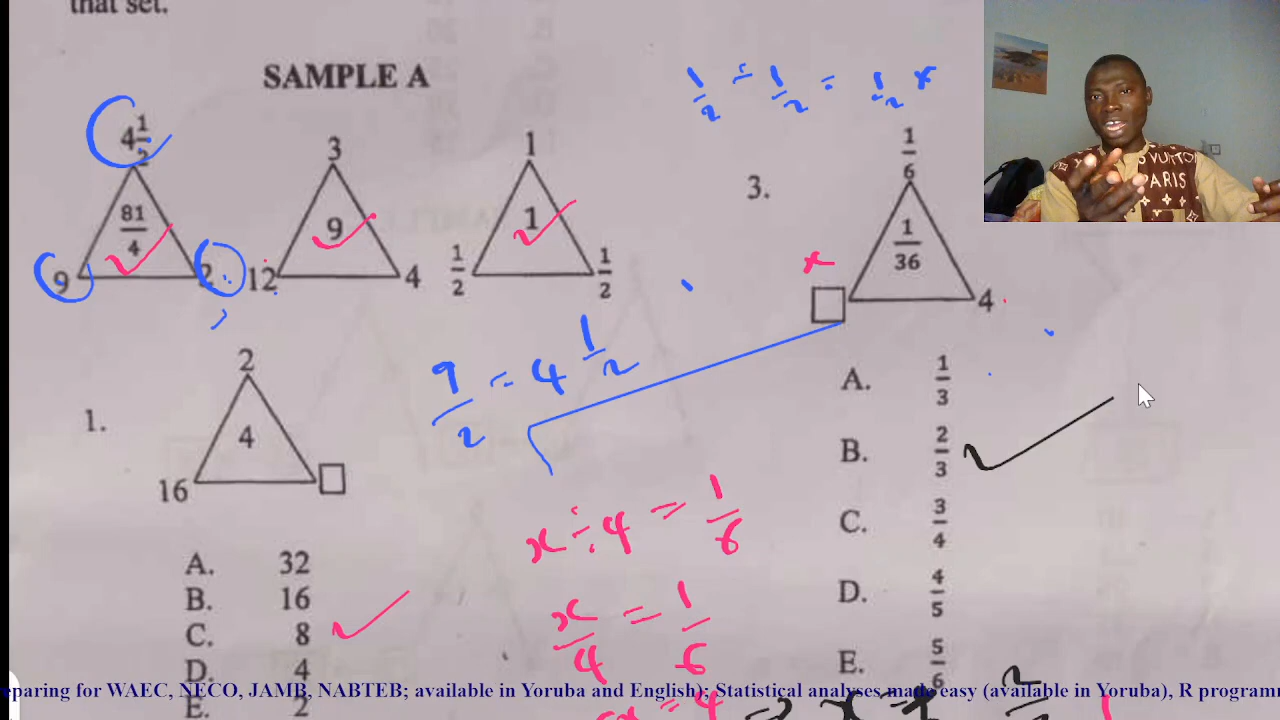 that set.
SAMPLE A
1/2 ÷ 1/2 = 1/2 ×
4 1/2
81/4
9
2
3
9
12
4
1
1
1/2
1/2
3.
1/6
1/36
×
4
9/2 = 4 1/2
1.
2
4
16
A. 32
B. 16
C. 8
D. 4
E. 2
x ÷ 4 = 1/6
x/4 = 1/6
A. 1/3
B. 2/3
C. 3/4
D. 4/5
E. 5/6
VUITTON
PARIS
eparing for WAEC, NECO, JAMB, NABTEB; available in Yoruba and English); Statistical analyses made easy (available in Yoruba), R program